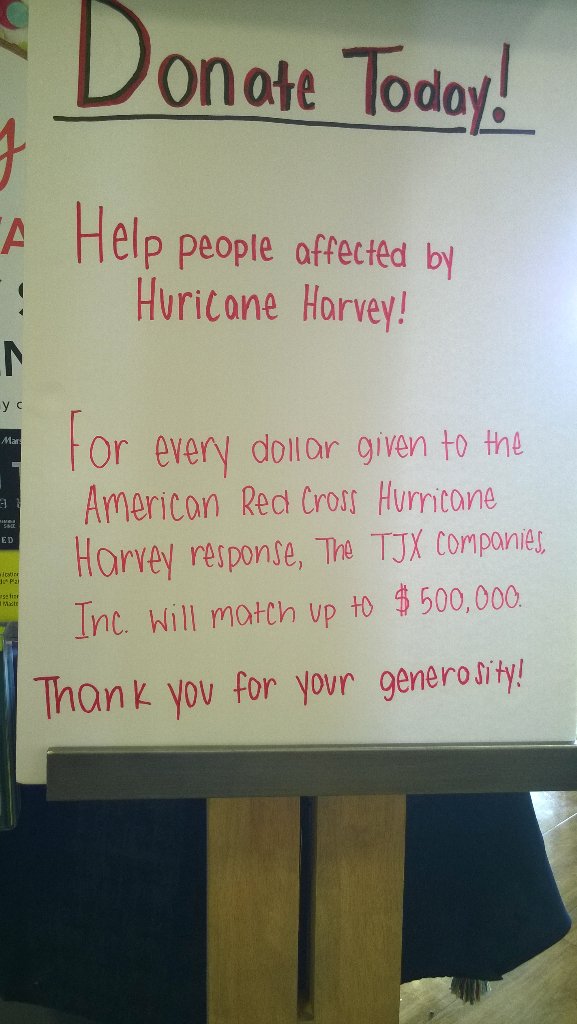 Donate Today!
Help people affected by
Huricane Harvey!
For every dollar given to the
American Red Cross Hurricane
Harvey response, The TJX Companies,
Inc. will match up to $500,000.
Thank you for your generosity!